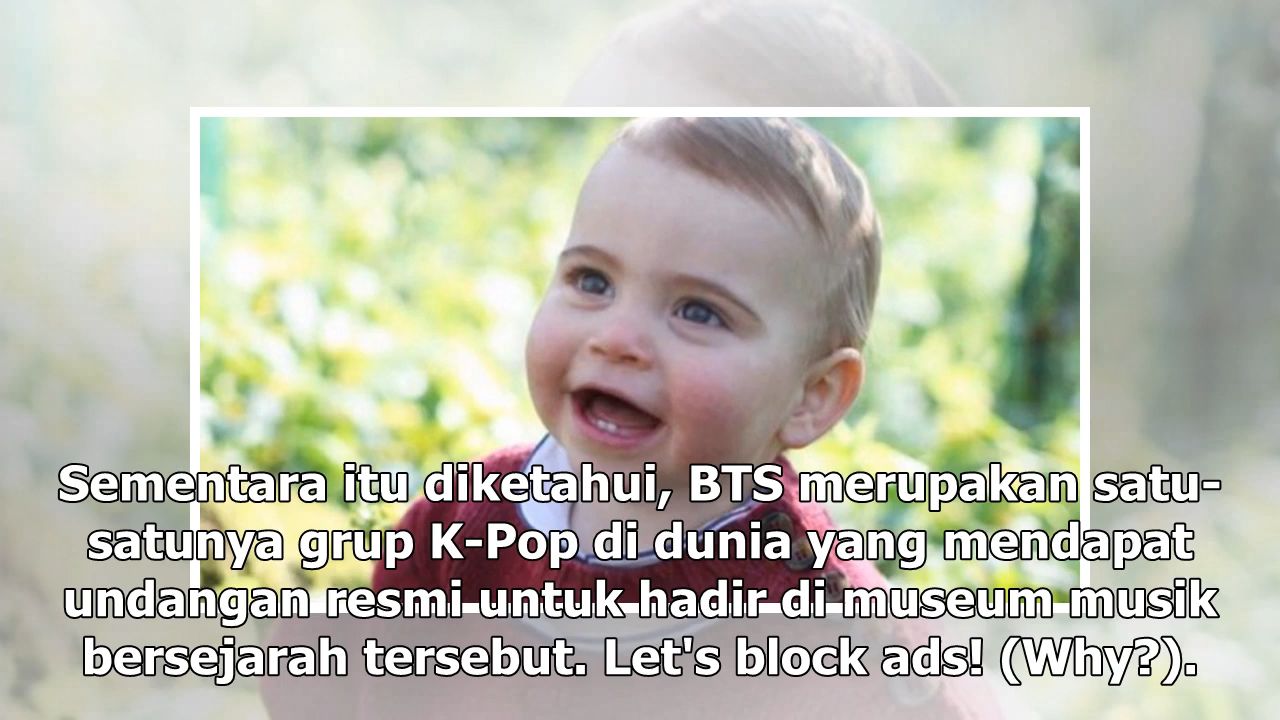 Sementara itu diketahui, BTS merupakan satu-
satunya grup K-Pop di dunia yang mendapat
undangan resmi untuk hadir di museum musik
bersejarah tersebut. Let's block ads! (Why?).